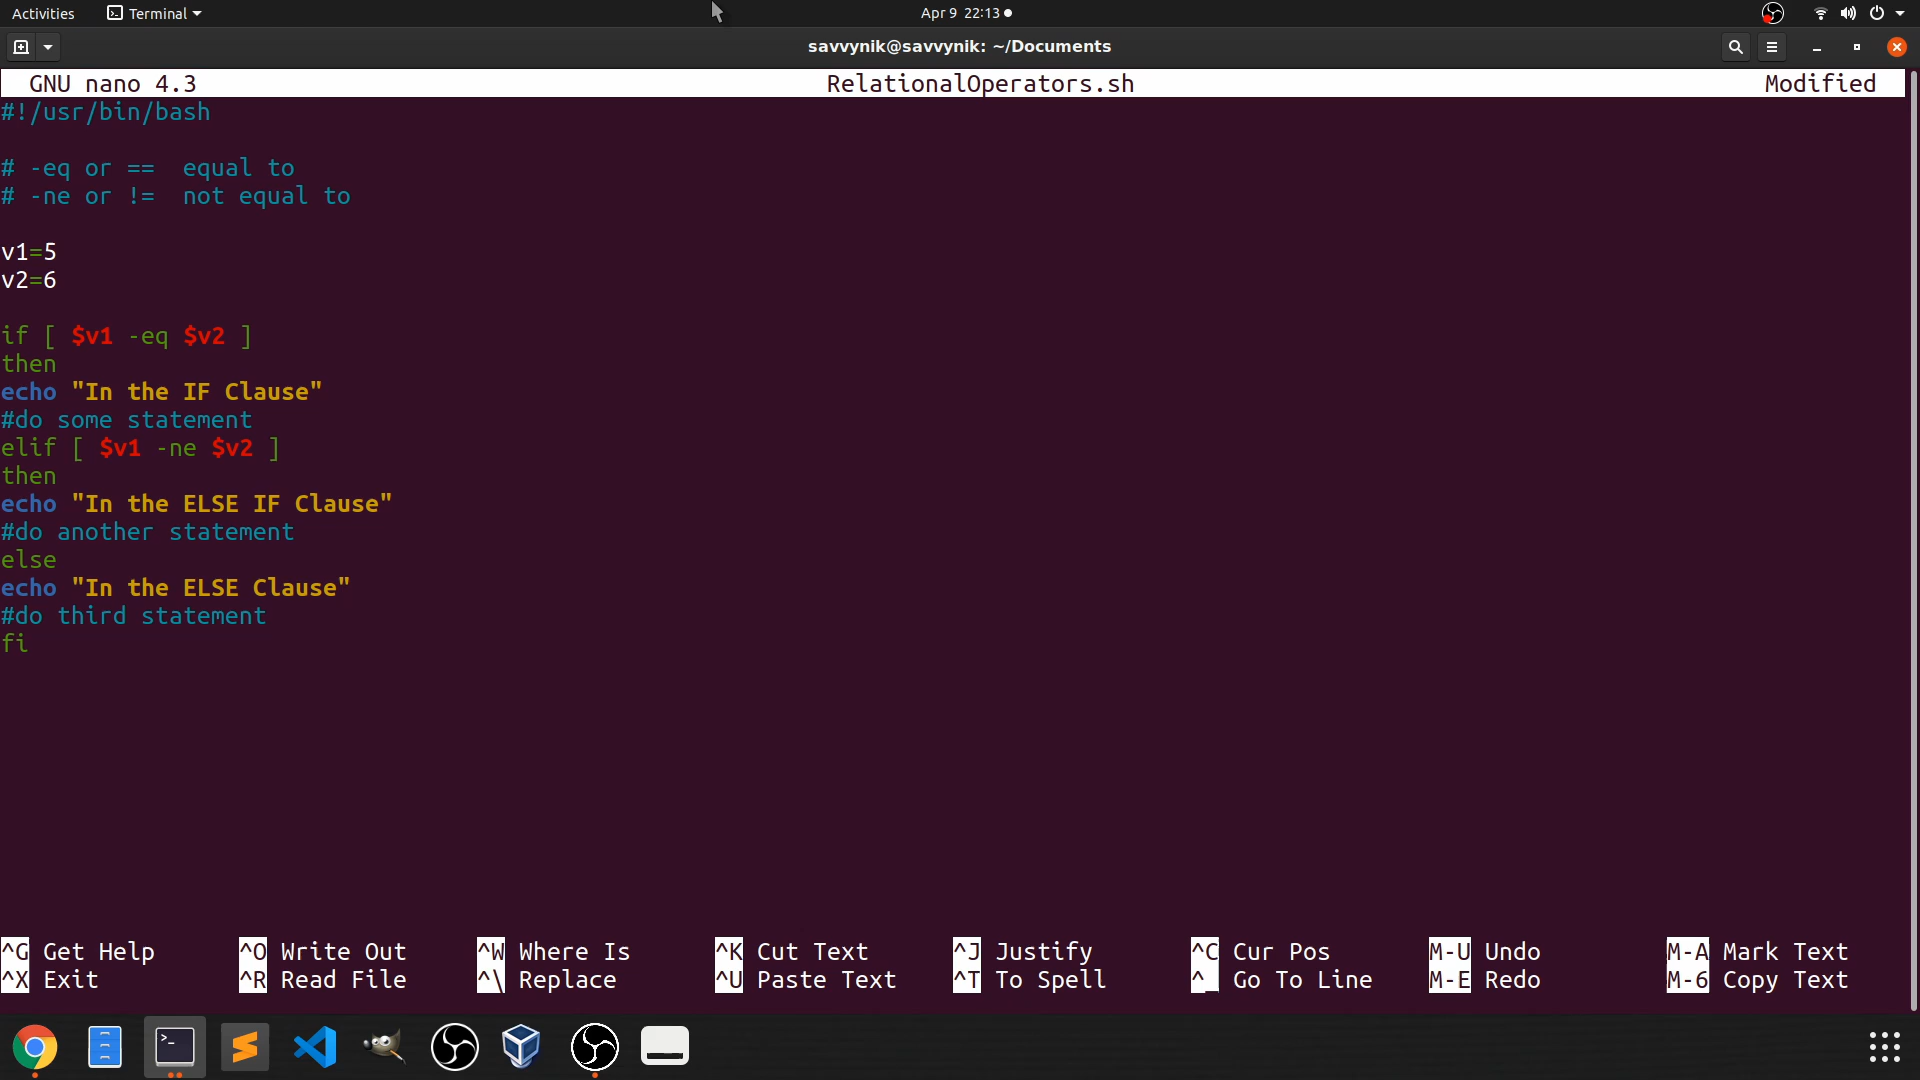 Activities Terminal Apr 9 22:13
savvynik@savvynik: ~/Documents
GNU nano 4.3 RelationalOperators.sh Modified
#!/usr/bin/bash
# -eq or == equal to
# -ne or != not equal to
v1=5
v2=6
if [ $v1 -eq $v2 ]
then
echo "In the IF Clause"
#do some statement
elif [ $v1 -ne $v2 ]
then
echo "In the ELSE IF Clause"
#do another statement
else
echo "In the ELSE Clause"
#do third statement
fi
^G Get Help ^O Write Out ^W Where Is ^K Cut Text ^J Justify ^C Cur Pos M-U Undo M-A Mark Text
^X Exit ^R Read File ^\ Replace ^U Paste Text ^T To Spell ^_ Go To Line M-E Redo M-6 Copy Text